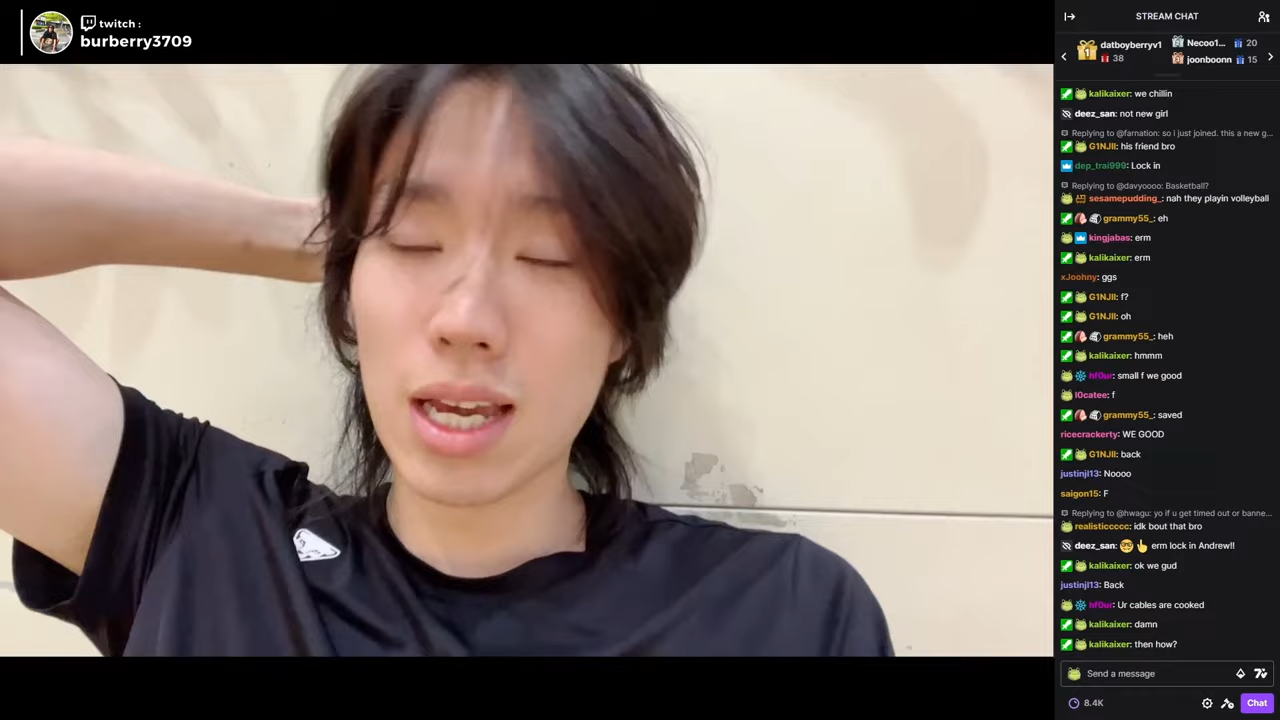 twitch :
burberry3709
STREAM CHAT
1
datboyberryv1
38
Necoo1... 20
joonboonn 15
kalikaixer: we chillin
deez_san: not new girl
Replying to @farnation: so i just joined. this a new g...
G1NJII: his friend bro
dep_trai999: Lock in
Replying to @davyoooo: Basketball?
sesamepudding_: nah they playin volleyball
grammy55_: eh
kingjabas: erm
kalikaixer: erm
xJoohny: ggs
G1NJII: f?
G1NJII: oh
grammy55_: heh
kalikaixer: hmmm
hf0ur: small f we good
l0catee: f
grammy55_: saved
ricecrackerty: WE GOOD
G1NJII: back
justinjl13: Noooo
saigon15: F
Replying to @hwagu: yo if u get timed out or banne...
realisticcccc: idk bout that bro
deez_san: 🤓 👆 erm lock in Andrew!!
kalikaixer: ok we gud
justinjl13: Back
hf0ur: Ur cables are cooked
kalikaixer: damn
kalikaixer: then how?
Send a message
8.4K
Chat